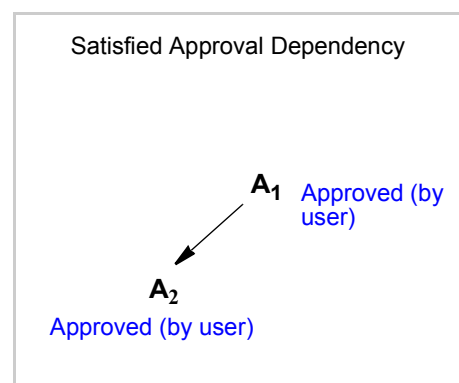 Satisfied Approval Dependency
A₁ Approved (by
user)
A₂
Approved (by user)